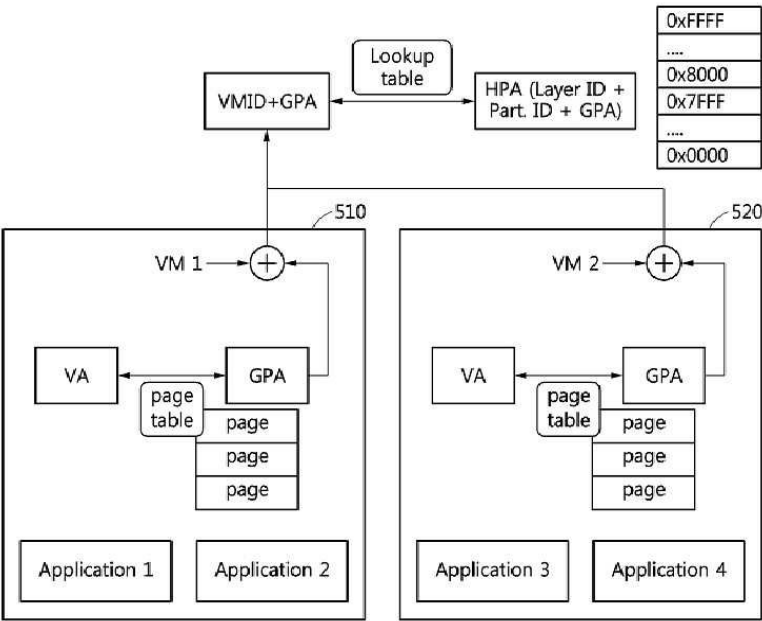 0xFFFF
....
0x8000
0x7FFF
....
0x0000
Lookup
table
VMID+GPA
HPA (Layer ID +
Part. ID + GPA)
510
VM 1
+
VA
GPA
page
table
page
page
page
Application 1
Application 2
520
VM 2
+
VA
GPA
page
table
page
page
page
Application 3
Application 4